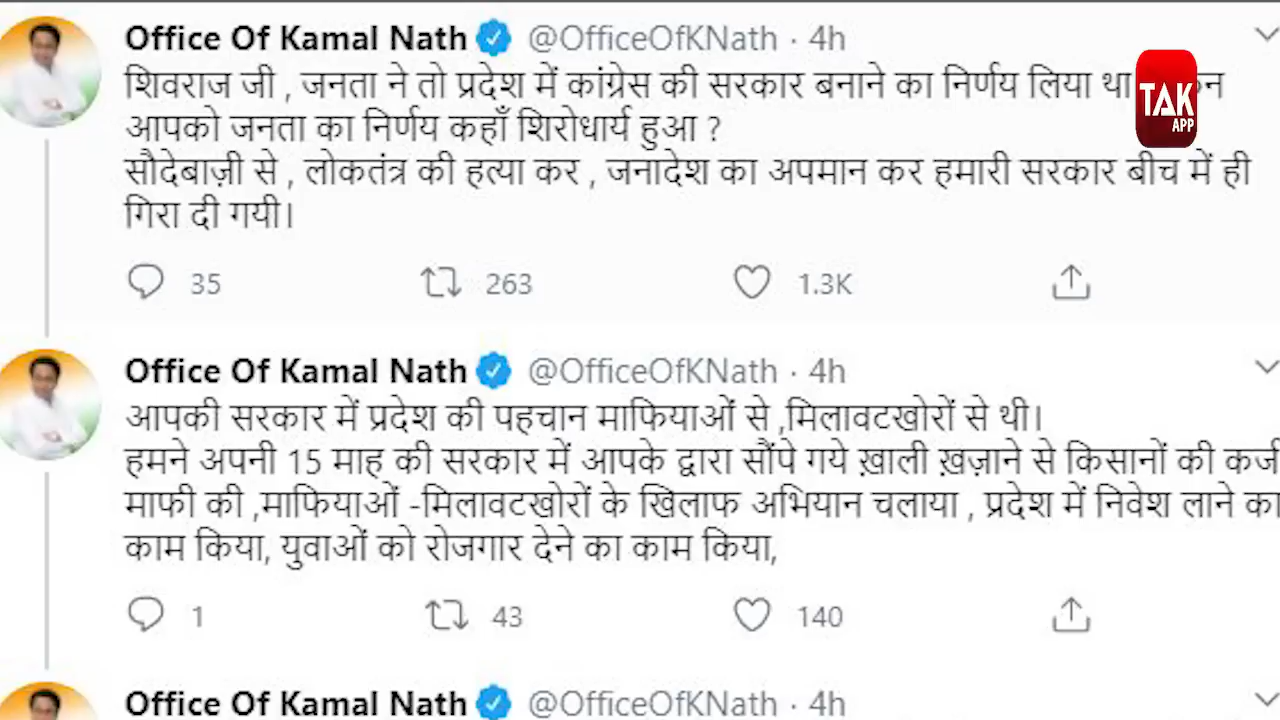 Office Of Kamal Nath @OfficeOfKNath · 4h
शिवराज जी , जनता ने तो प्रदेश में कांग्रेस की सरकार बनाने का निर्णय लिया था
आपको जनता का निर्णय कहाँ शिरोधार्य हुआ ?
सौदेबाज़ी से , लोकतंत्र की हत्या कर , जनादेश का अपमान कर हमारी सरकार बीच में ही
गिरा दी गयी।
35 263 1.3K
TAK
APP
Office Of Kamal Nath @OfficeOfKNath · 4h
आपकी सरकार में प्रदेश की पहचान माफियाओं से ,मिलावटखोरों से थी।
हमने अपनी 15 माह की सरकार में आपके द्वारा सौंपे गये ख़ाली ख़ज़ाने से किसानों की कर्ज
माफी की ,माफियाओं -मिलावटखोरों के खिलाफ अभियान चलाया , प्रदेश में निवेश लाने का
काम किया, युवाओं को रोजगार देने का काम किया,
1 43 140
Office Of Kamal Nath @OfficeOfKNath · 4h